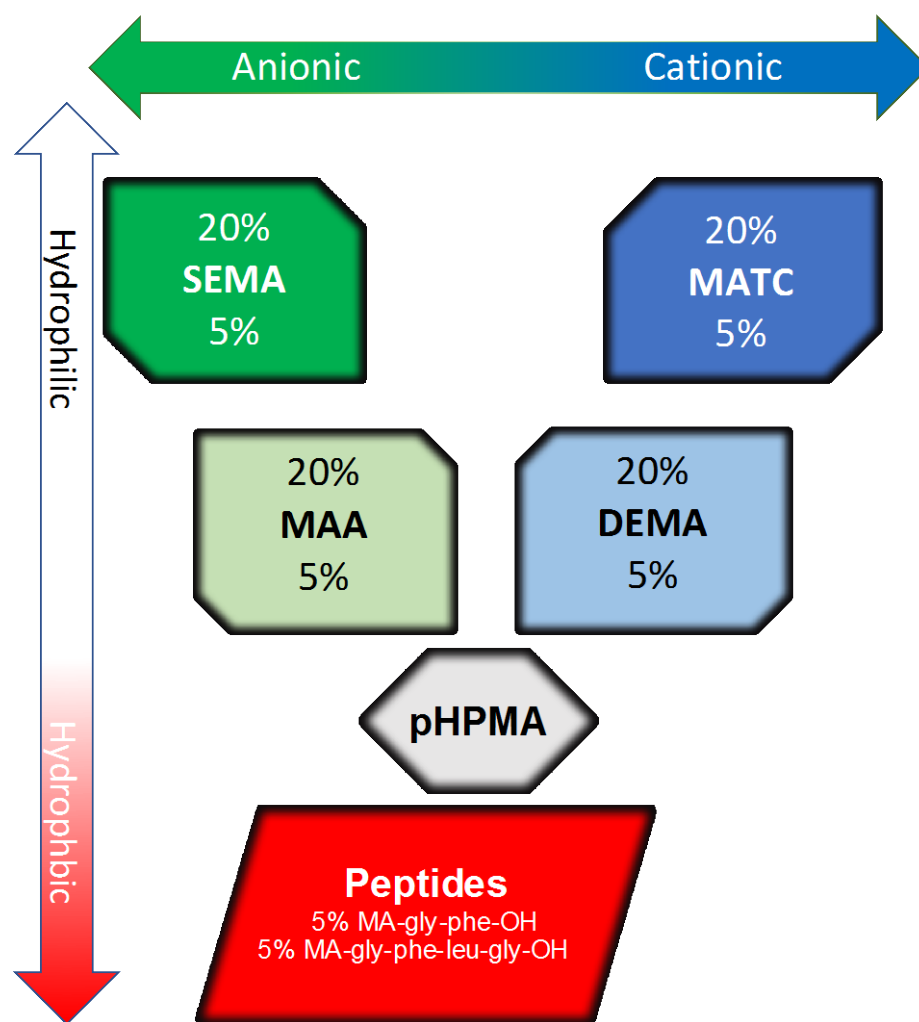 Anionic
Cationic
Hydrophilic
20%
SEMA
5%
20%
MATC
5%
20%
MAA
5%
20%
DEMA
5%
pHPMA
Hydrophbic
Peptides
5% MA-gly-phe-OH
5% MA-gly-phe-leu-gly-OH